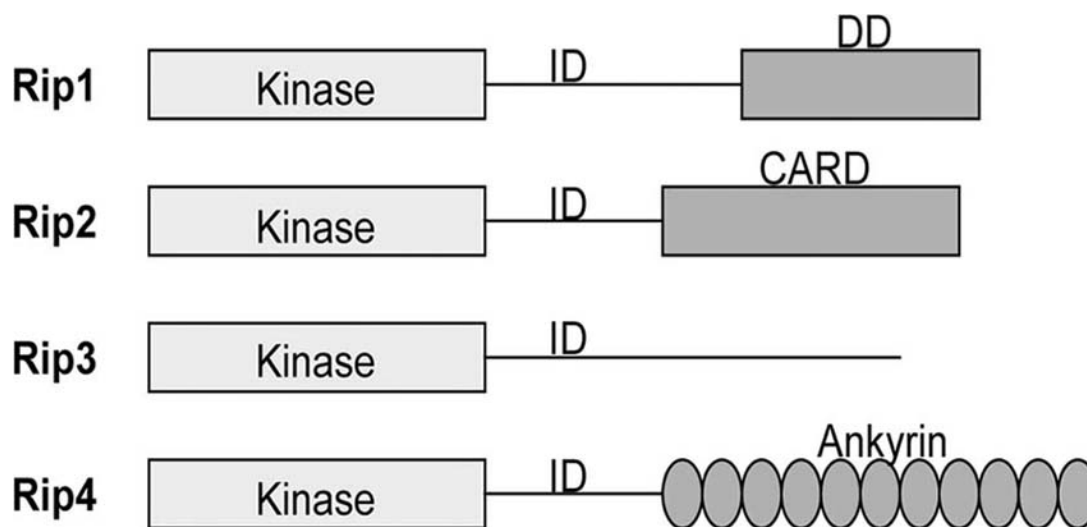 DD
Rip1 Kinase ID
CARD
Rip2 Kinase ID
Rip3 Kinase ID
Ankyrin
Rip4 Kinase ID